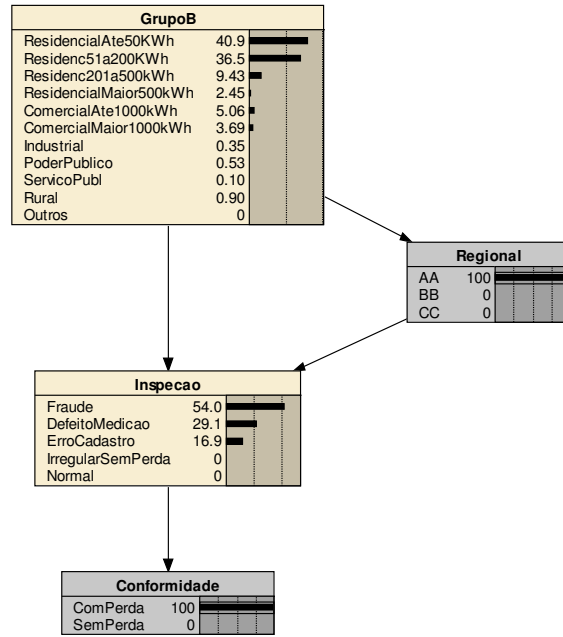 GrupoB
ResidencialAte50KWh 40.9
Residenc51a200KWh 36.5
Residenc201a500kWh 9.43
ResidencialMaior500kWh 2.45
ComercialAte1000kWh 5.06
ComercialMaior1000kWh 3.69
Industrial 0.35
PoderPublico 0.53
ServicoPubl 0.10
Rural 0.90
Outros 0
Regional
AA 100
BB 0
CC 0
Inspecao
Fraude 54.0
DefeitoMedicao 29.1
ErroCadastro 16.9
IrregularSemPerda 0
Normal 0
Conformidade
ComPerda 100
SemPerda 0